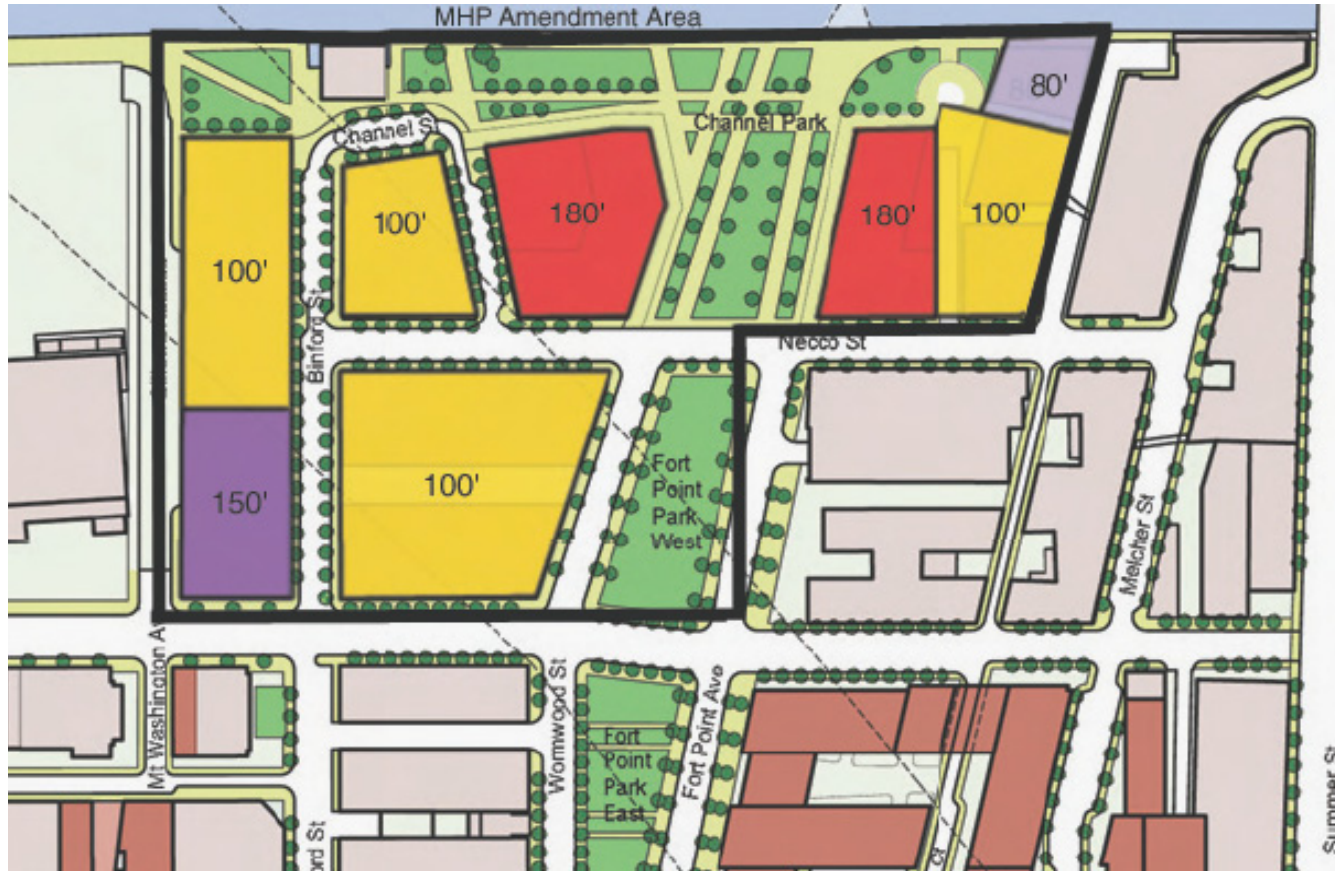 MHP Amendment Area
80'
Channel S
Channel Park
100'
180'
180'
100'
100'
Binford St
Necco St
100'
150'
Fort
Point
Park
West
Melcher St
Mt Washington A
Wormwood St
Fort Point Ave
Fort
Point
Park
East
Summer St
ord St
Ct